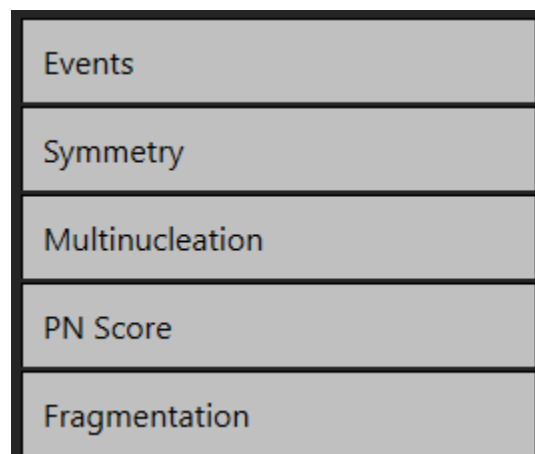 Events
Symmetry
Multinucleation
PN Score
Fragmentation